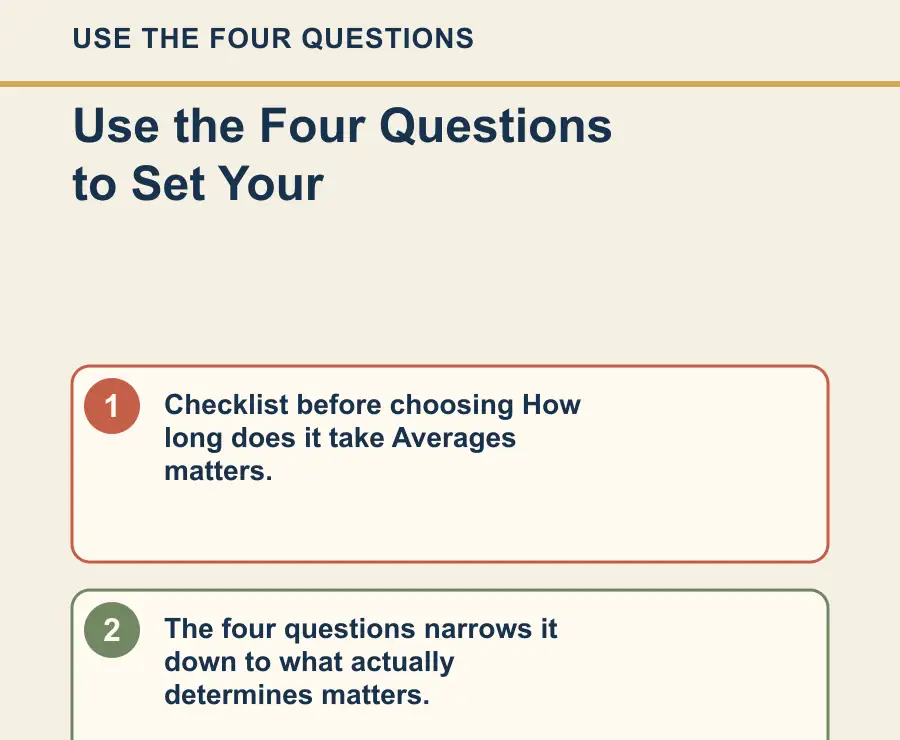 USE THE FOUR QUESTIONS
Use the Four Questions
to Set Your
1
Checklist before choosing How
long does it take Averages
matters.
2
The four questions narrows it
down to what actually
determines matters.